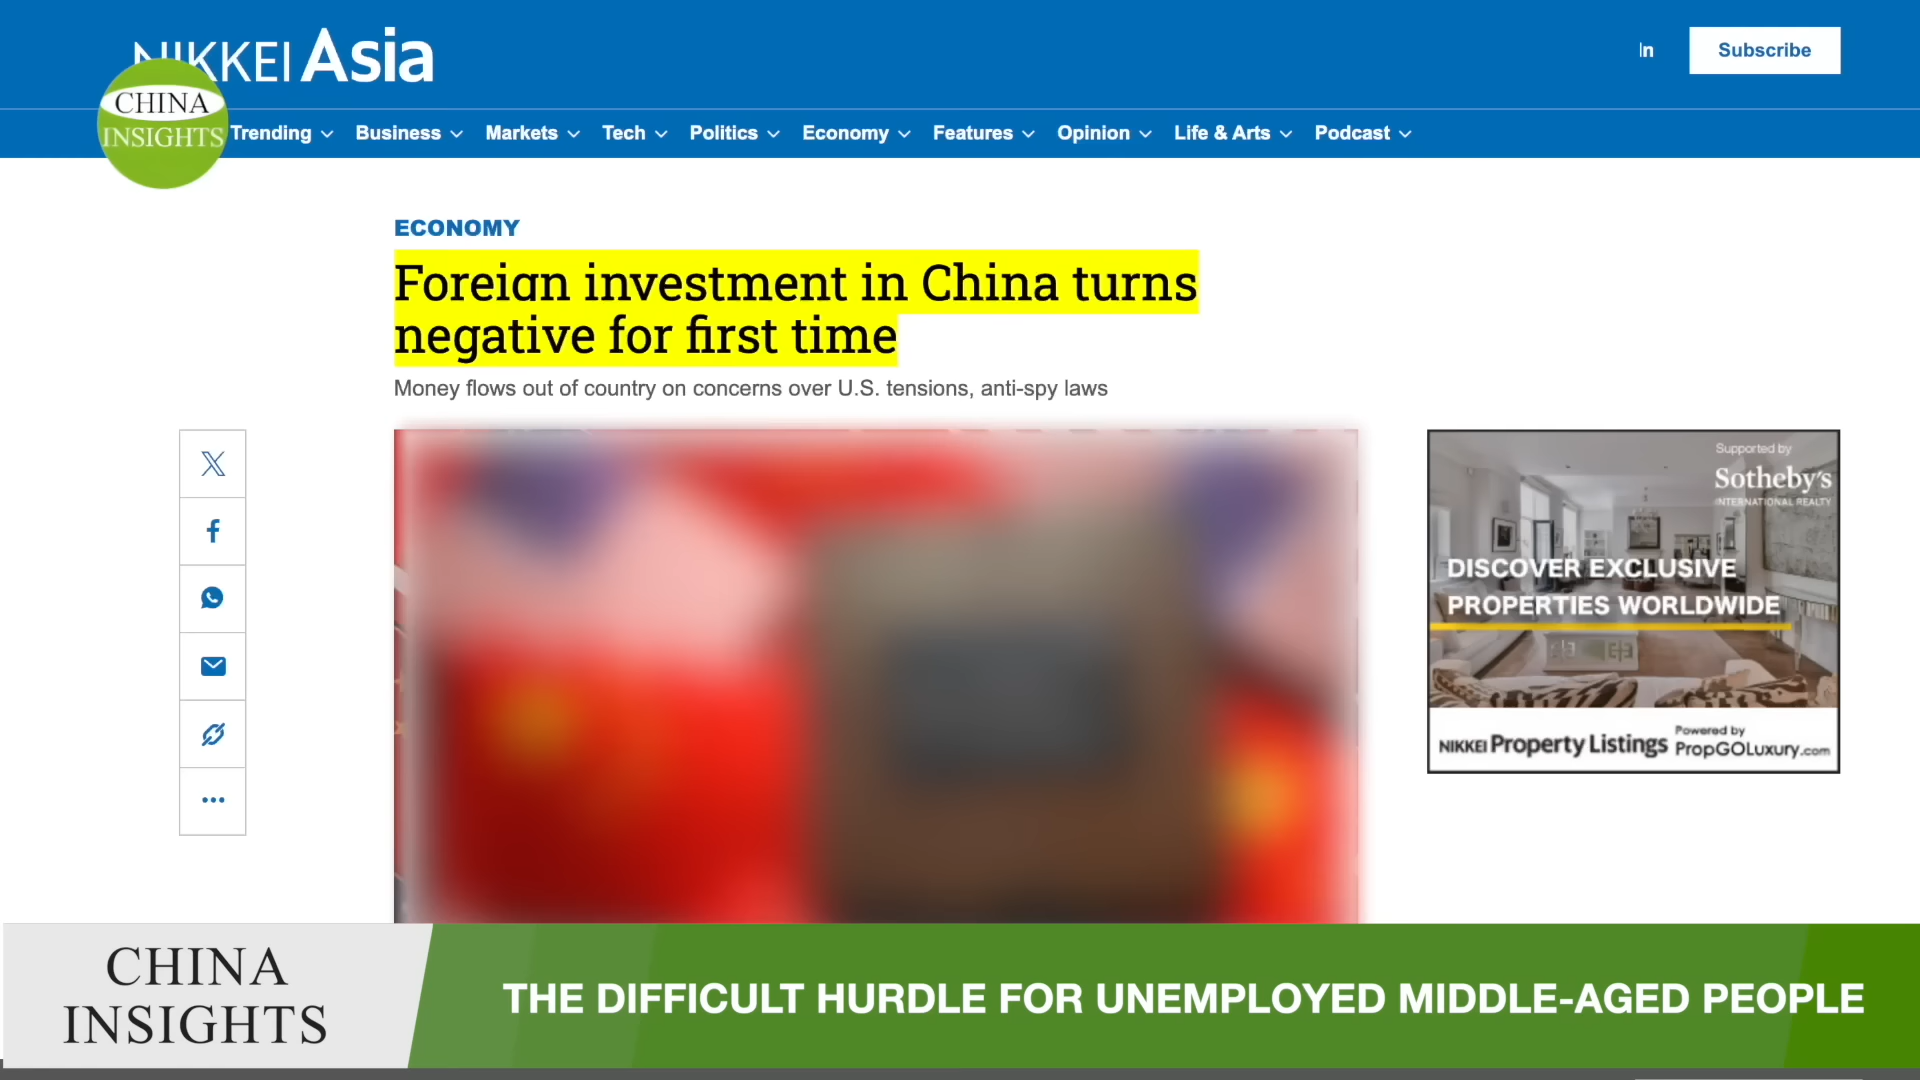 NIKKEI Asia
In
Subscribe
CHINA
INSIGHTS
Trending
Business
Markets
Tech
Politics
Economy
Features
Opinion
Life & Arts
Podcast
ECONOMY
Foreign investment in China turns
negative for first time
Money flows out of country on concerns over U.S. tensions, anti-spy laws
Supported by
Sotheby's
INTERNATIONAL REALTY
DISCOVER EXCLUSIVE
PROPERTIES WORLDWIDE
NIKKEI Property Listings
Powered by
PropGOLuxury.com
CHINA
INSIGHTS
THE DIFFICULT HURDLE FOR UNEMPLOYED MIDDLE-AGED PEOPLE